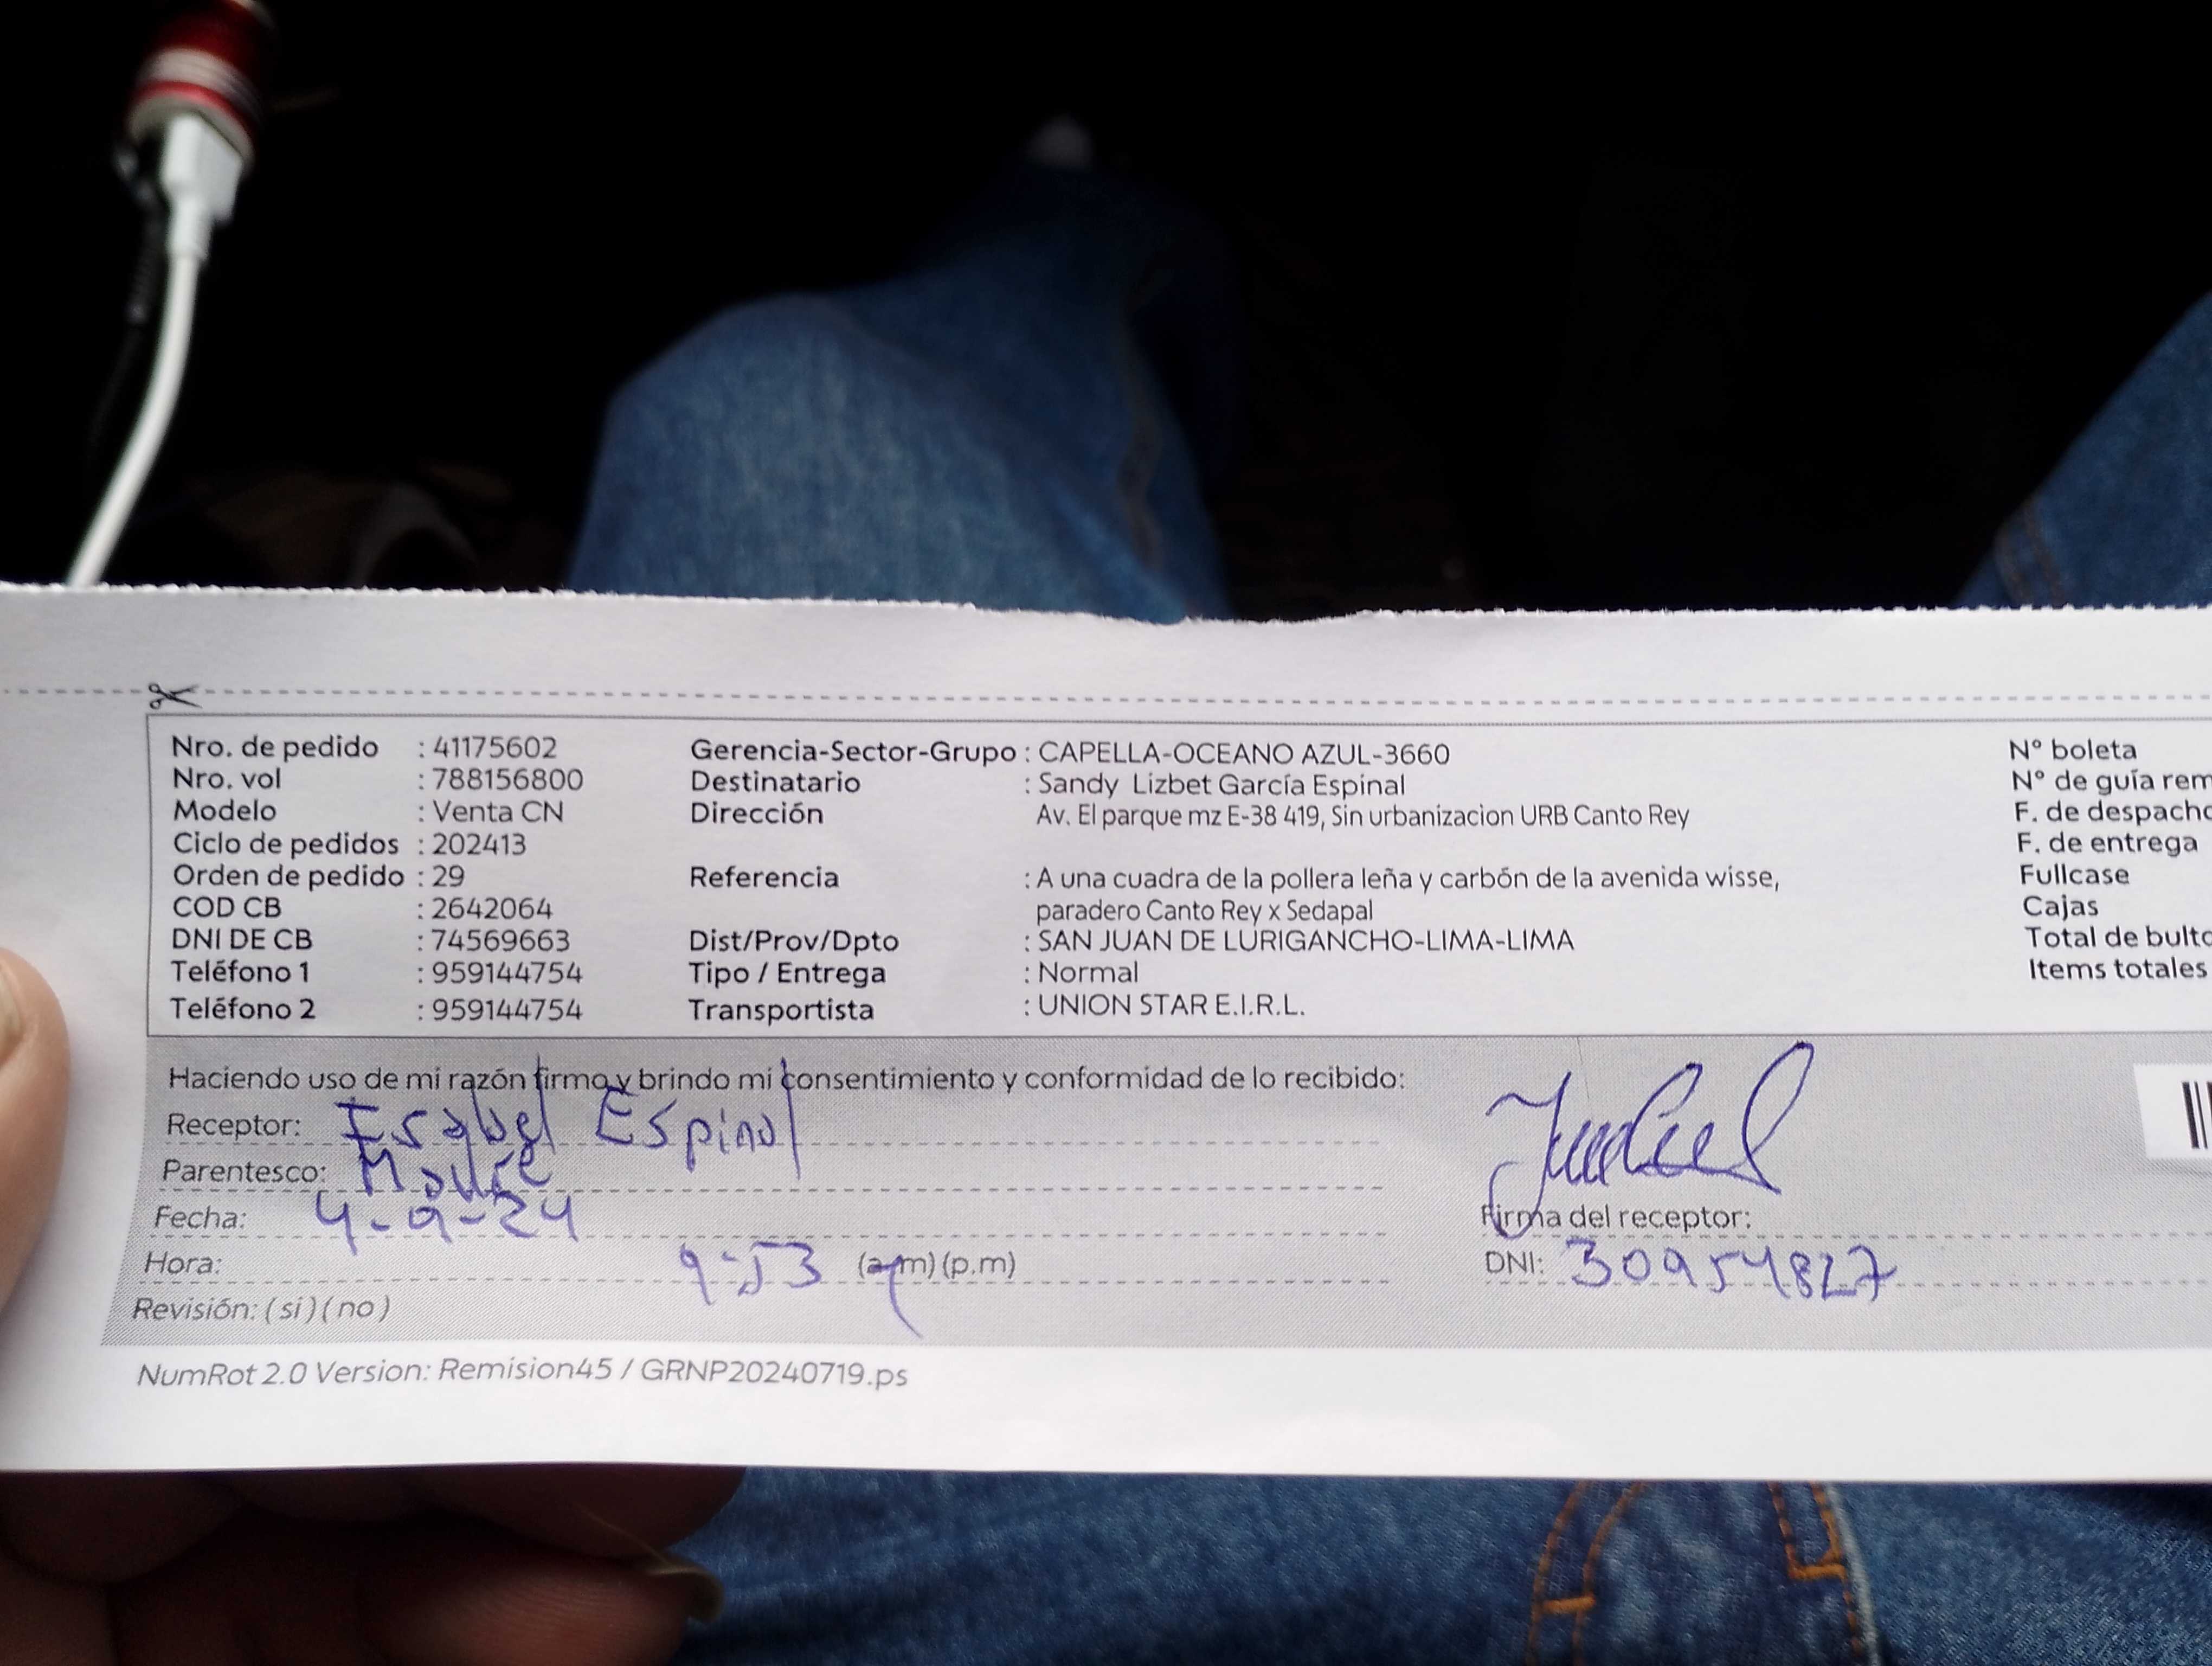 Nro. de pedido : 41175602 Gerencia-Sector-Grupo : CAPELLA-OCEANO AZUL-3660 N° boleta
Nro. vol : 788156800 Destinatario : Sandy Lizbet García Espinal N° de guía rem
Modelo : Venta CN Dirección Av. El parque mz E-38 419, Sin urbanizacion URB Canto Rey F. de despacho
Ciclo de pedidos : 202413 F. de entrega
Orden de pedido : 29 Referencia : A una cuadra de la pollera leña y carbón de la avenida wisse, Fullcase
COD CB : 2642064 paradero Canto Rey x Sedapal Cajas
DNI DE CB : 74569663 Dist/Prov/Dpto : SAN JUAN DE LURIGANCHO-LIMA-LIMA Total de bulto
Teléfono 1 : 959144754 Tipo / Entrega : Normal Items totales
Teléfono 2 : 959144754 Transportista : UNION STAR E.I.R.L.
Haciendo uso de mi razón firmo y brindo mi consentimiento y conformidad de lo recibido:
Receptor: Isabel Espinal
Parentesco: Madre
Fecha: 4-9-24 Firma del receptor:
Hora: 9:53 (a.m) (p.m) DNI: 30954827
Revisión: ( si ) ( no )
NumRot 2.0 Version: Remision45 / GRNP20240719.ps